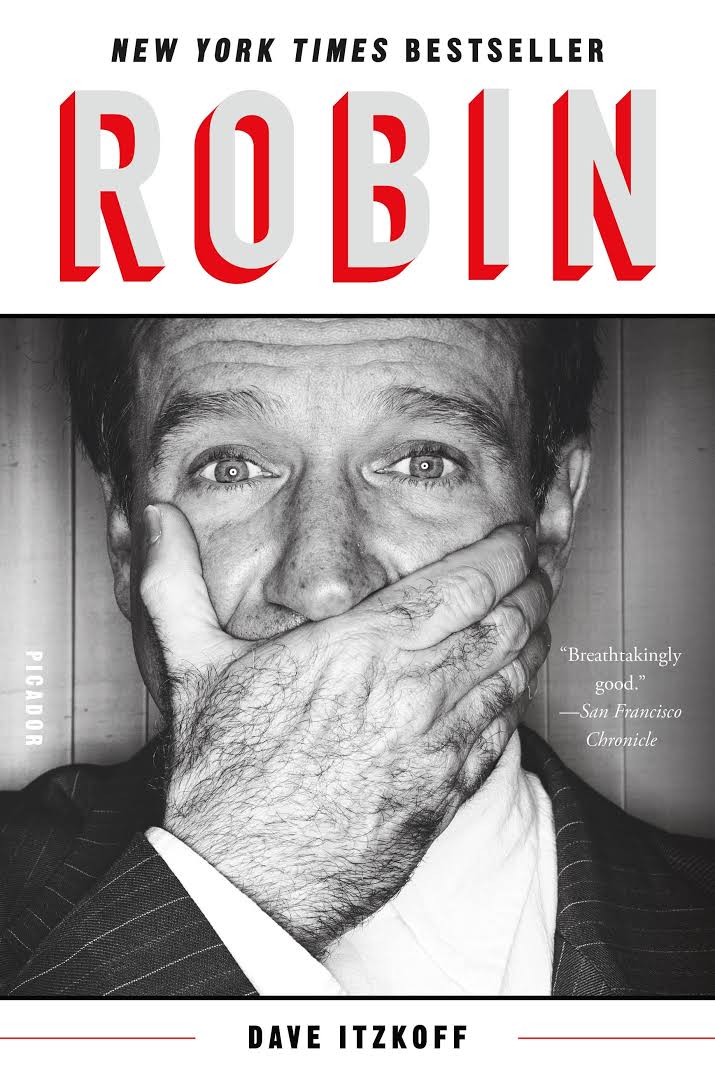 NEW YORK TIMES BESTSELLER
ROBIN
PICADOR
“Breathtakingly
good.”
—San Francisco
Chronicle
DAVE ITZKOFF